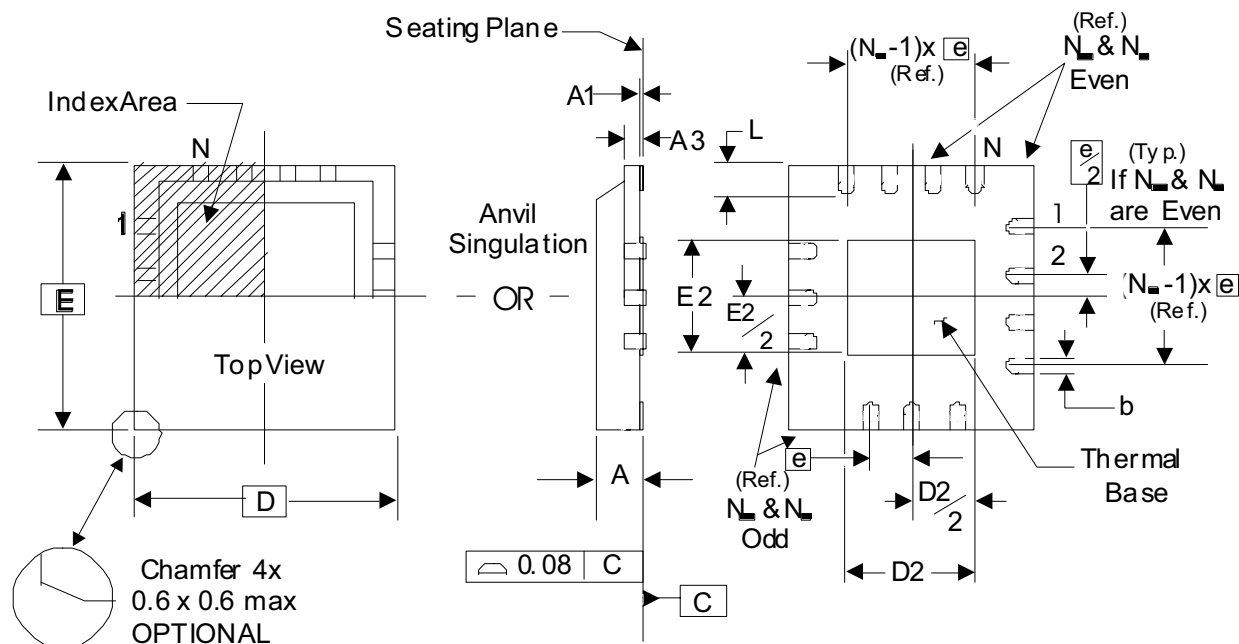 Seating Plane
(Ref.)
(N -1)x e
(Ref.)
N & N
Even
Index Area
A1
A3
L
N
N
e/2
(Typ.)
If N & N
are Even
1
Anvil
Singulation
OR
1
2
E
E2
E2/2
(N -1)x e
(Ref.)
Top View
b
e
A
(Ref.)
N & N
Odd
D2/2
Thermal
Base
D
D2
0.08 C
C
Chamfer 4x
0.6 x 0.6 max
OPTIONAL